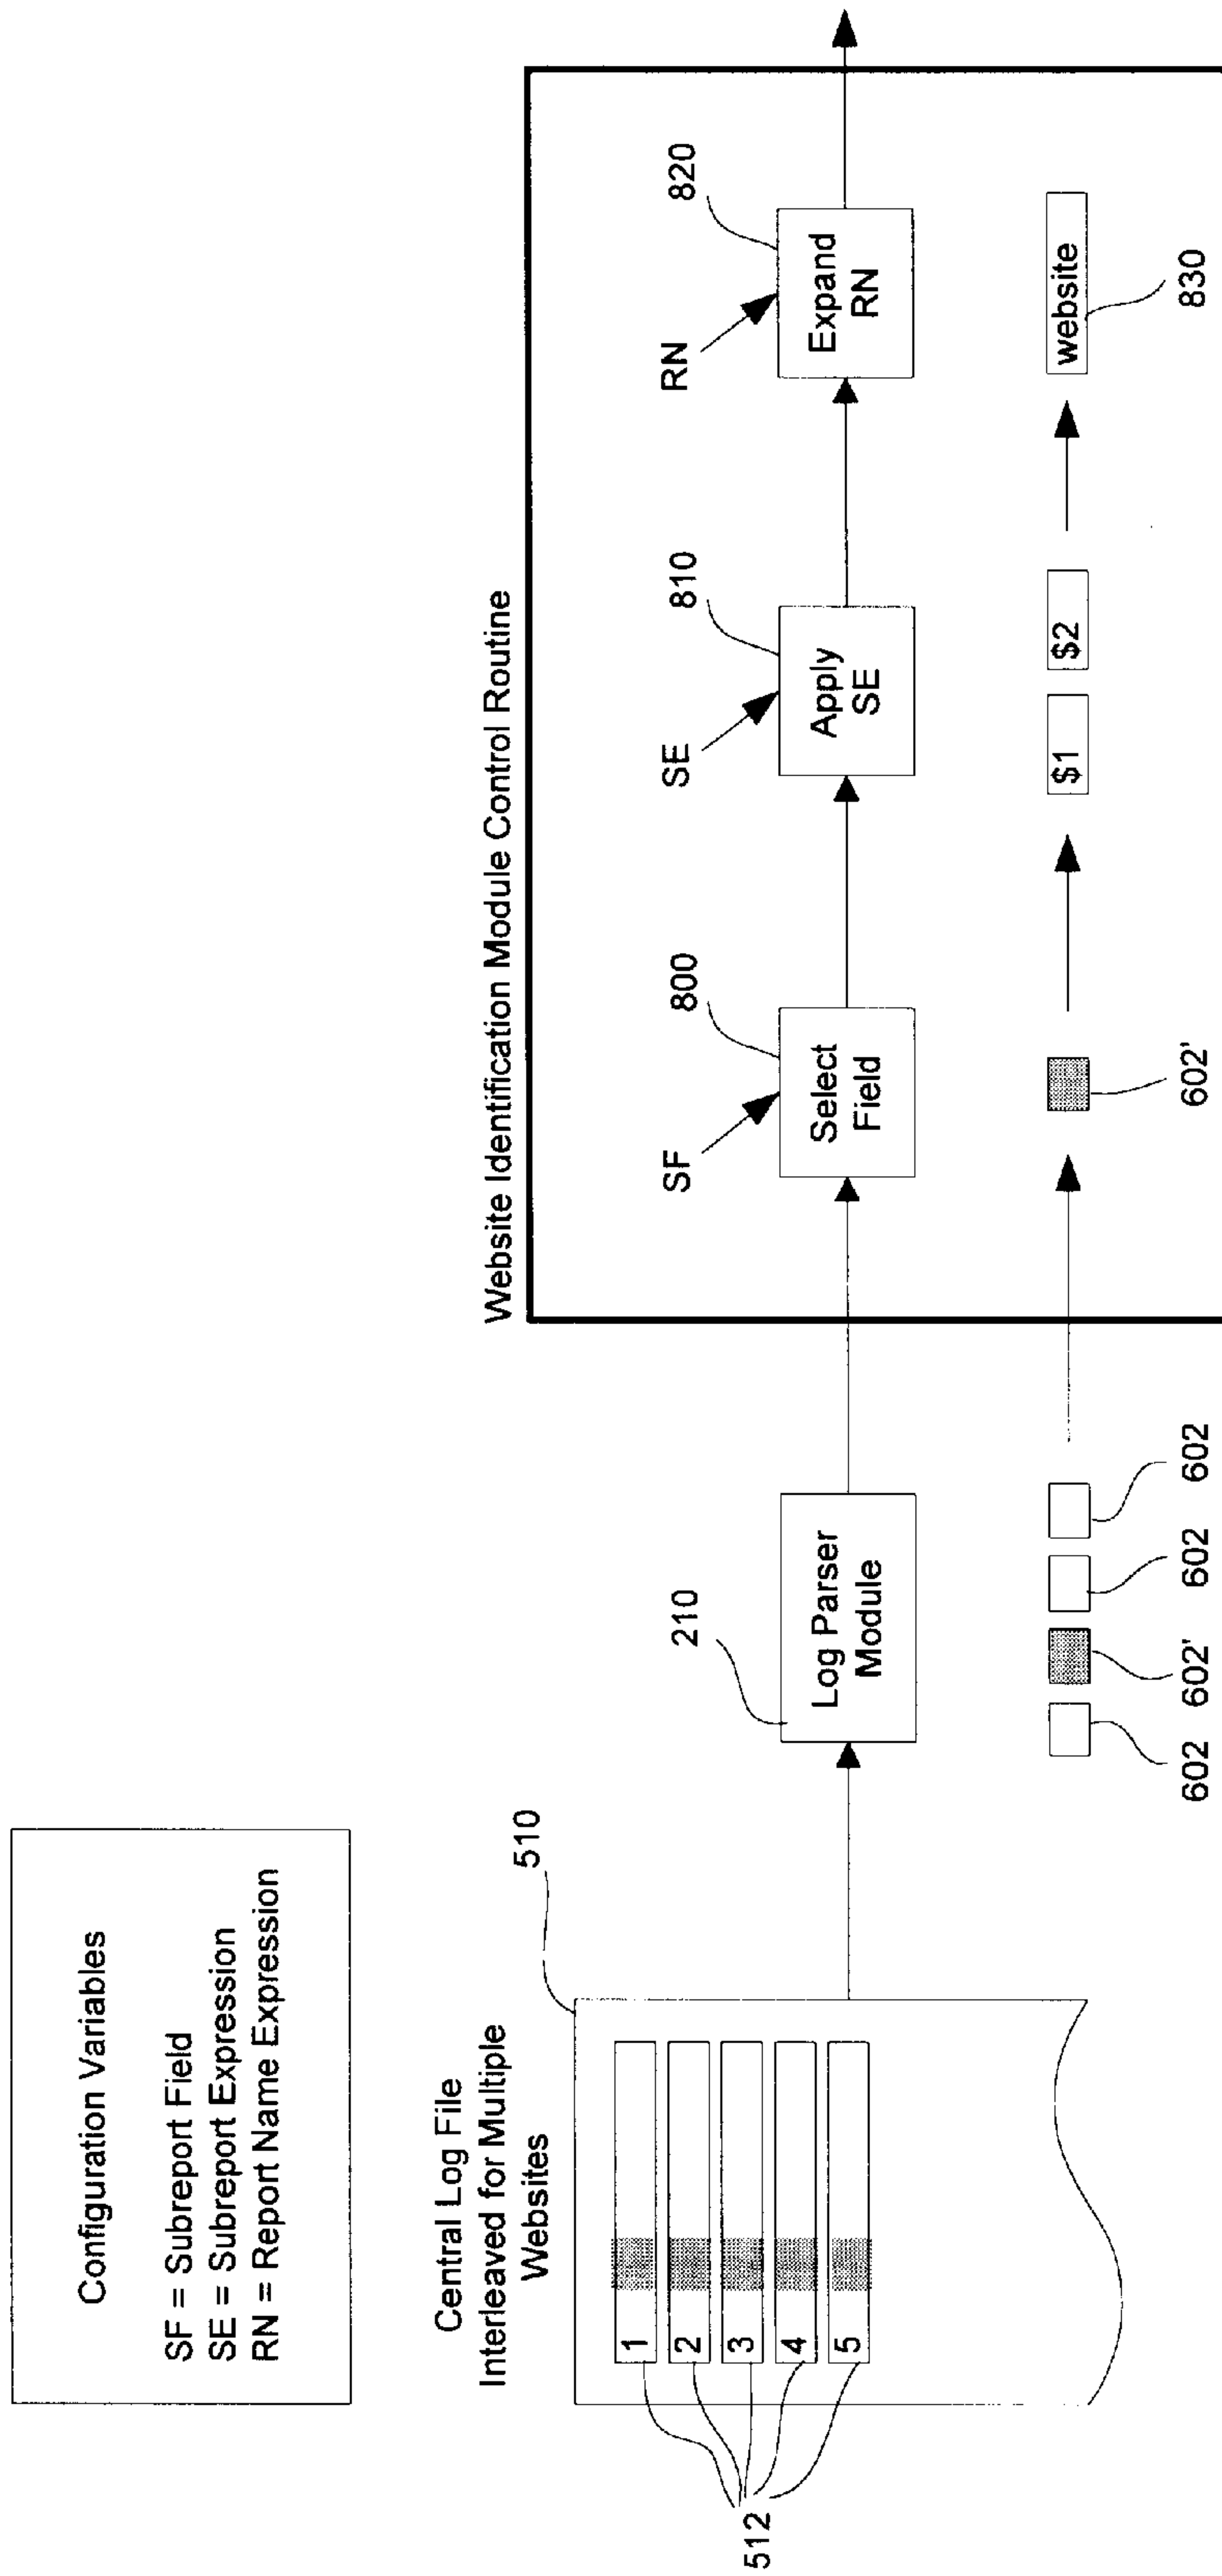 Configuration Variables
SF = Subreport Field
SE = Subreport Expression
RN = Report Name Expression
Central Log File
Interleaved for Multiple
Websites
510
1
2
3
4
5
512
210
Log Parser
Module
602
602'
602
602
Website Identification Module Control Routine
SF
800
Select
Field
SE
810
Apply
SE
RN
820
Expand
RN
602'
$1
$2
website
830